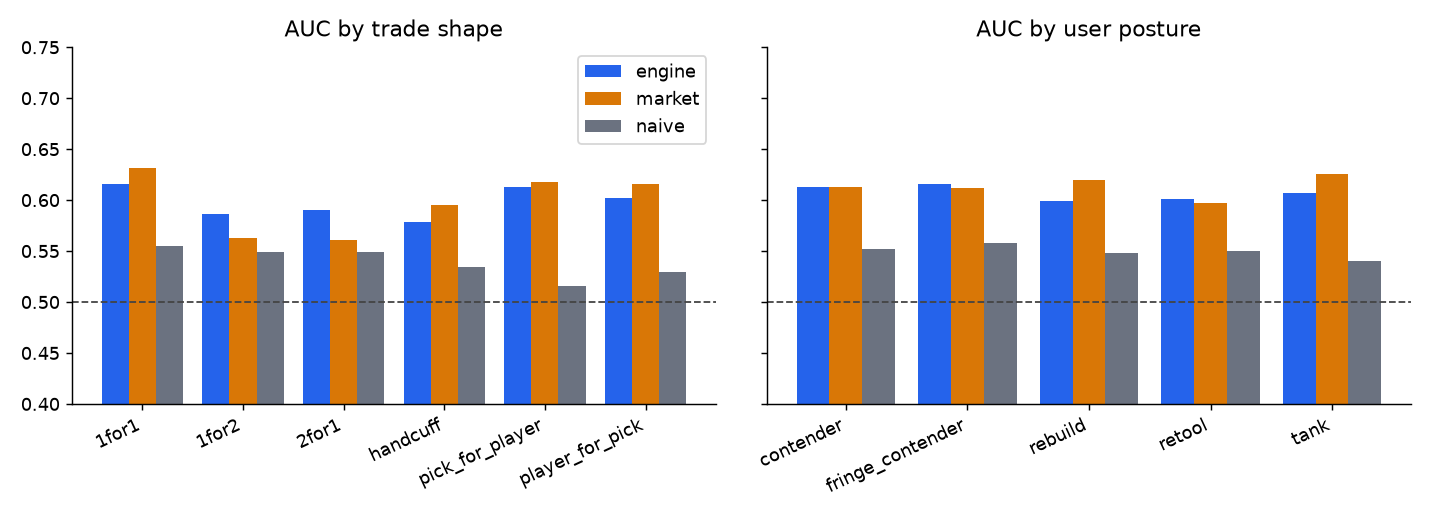 AUC by trade shape
0.75
0.70
0.65
0.60
0.55
0.50
0.45
0.40
engine
market
naive
1for1
1for2
2for1
handcuff
pick_for_player
player_for_pick
AUC by user posture
contender
fringe_contender
rebuild
retool
tank